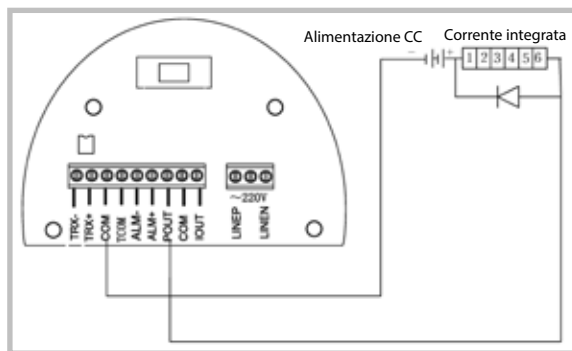 Alimentazione CC
Corrente integrata
-
+
1 2 3 4 5 6
TRX-
TRX+
COM
TCOM
ALM-
ALM+
POUT
COM
IOUT
~220V
LINEP
LINEN